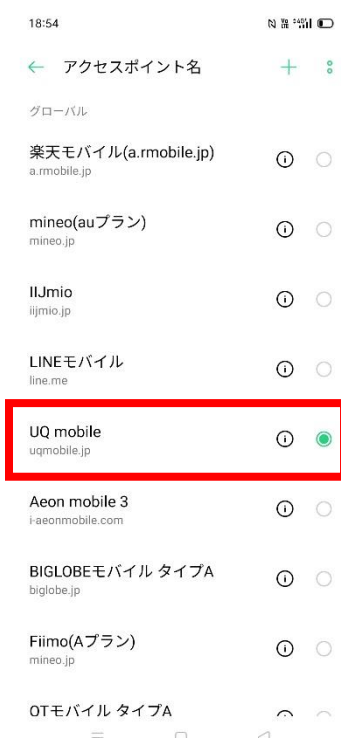 18:54
アクセスポイント名
グローバル
楽天モバイル(a.rmobile.jp)
a.rmobile.jp
mineo(auプラン)
mineo.jp
IIJmio
iijmio.jp
LINEモバイル
line.me
UQ mobile
uqmobile.jp
Aeon mobile 3
i-aeonmobile.com
BIGLOBEモバイル タイプA
biglobe.jp
Fiimo(Aプラン)
mineo.jp
OTモバイル タイプA